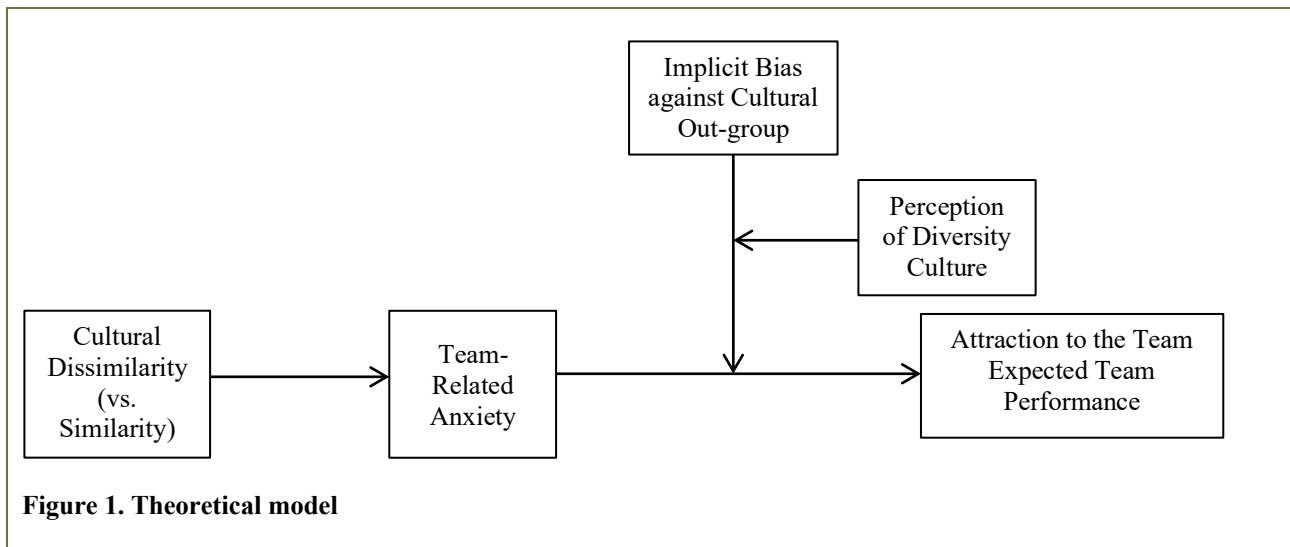 Implicit Bias
against Cultural
Out-group
Perception
of Diversity
Culture
Cultural
Dissimilarity
(vs.
Similarity)
Team-
Related
Anxiety
Attraction to the Team
Expected Team
Performance
Figure 1. Theoretical model